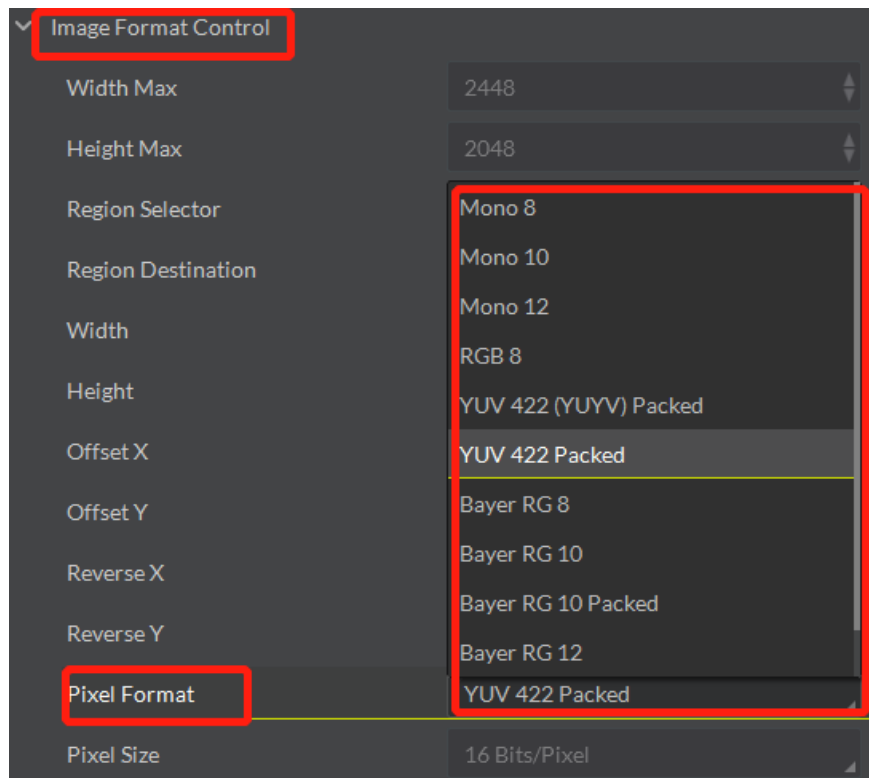 Image Format Control
Width Max 2448
Height Max 2048
Region Selector Mono 8
Mono 10
Region Destination
Mono 12
Width
RGB 8
Height
YUV 422 (YUYV) Packed
Offset X YUV 422 Packed
Offset Y Bayer RG 8
Bayer RG 10
Reverse X
Bayer RG 10 Packed
Reverse Y
Bayer RG 12
Pixel Format YUV 422 Packed
Pixel Size 16 Bits/Pixel